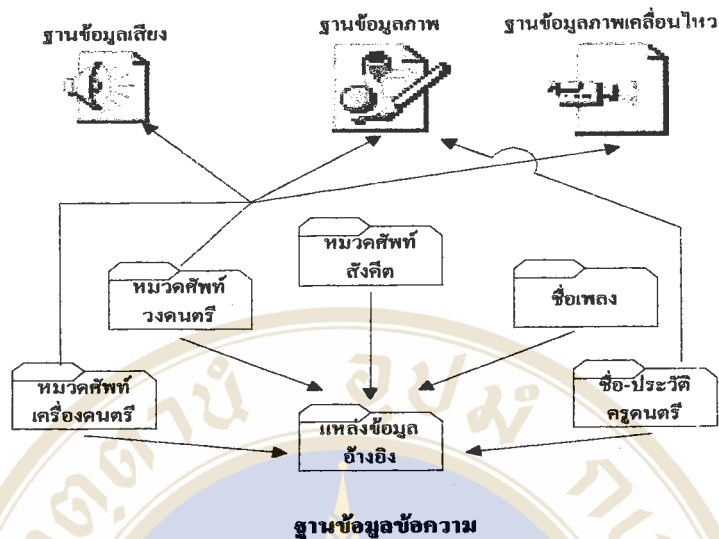 ฐานข้อมูลเสียง
ฐานข้อมูลภาพ
ฐานข้อมูลภาพเคลื่อนไหว
หมวดศัพท์
สังคีต
หมวดศัพท์
วงดนตรี
ชื่อเพลง
หมวดศัพท์
เครื่องดนตรี
แหล่งข้อมูล
อ้างอิง
ชื่อ-ประวัติ
ครูดนตรี
ฐานข้อมูลข้อความ